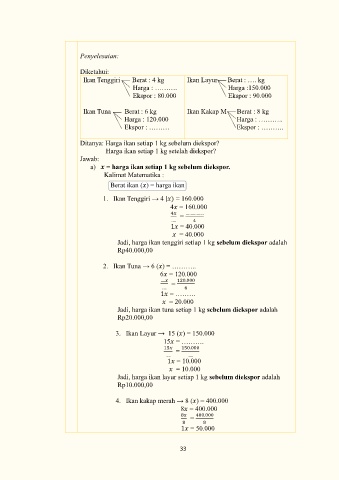 Penyelesaian:
Diketahui:
Ikan Tenggiri Berat : 4 kg
Harga : ……….
Ekspor : 80.000
Ikan Layur Berat : …. kg
Harga :150.000
Ekspor : 90.000
Ikan Tuna Berat : 6 kg
Harga : 120.000
Ekspor : ………
Ikan Kakap M Berat : 8 kg
Harga : ………..
Ekspor : ……….
Ditanya: Harga ikan setiap 1 kg sebelum diekspor?
Harga ikan setiap 1 kg setelah diekspor?
Jawab:
a) x = harga ikan setiap 1 kg sebelum diekspor.
Kalimat Matematika :
Berat ikan (x) = harga ikan
1. Ikan Tenggiri → 4 (x) = 160.000
4x = 160.000
4x/… = ………/4
1x = 40.000
x = 40.000
Jadi, harga ikan tenggiri setiap 1 kg sebelum diekspor adalah
Rp40.000,00
2. Ikan Tuna → 6 (x) = ………..
6x = 120.000
…x/… = 120.000/6
1x = ………
x = 20.000
Jadi, harga ikan tuna setiap 1 kg sebelum diekspor adalah
Rp20.000,00
3. Ikan Layur → 15 (x) = 150.000
15x = ……….
15x/… = 150.000/…
1x = 10.000
x = 10.000
Jadi, harga ikan layur setiap 1 kg sebelum diekspor adalah
Rp10.000,00
4. Ikan kakap merah → 8 (x) = 400.000
8x = 400.000
8x/8 = 400.000/8
1x = 50.000
33